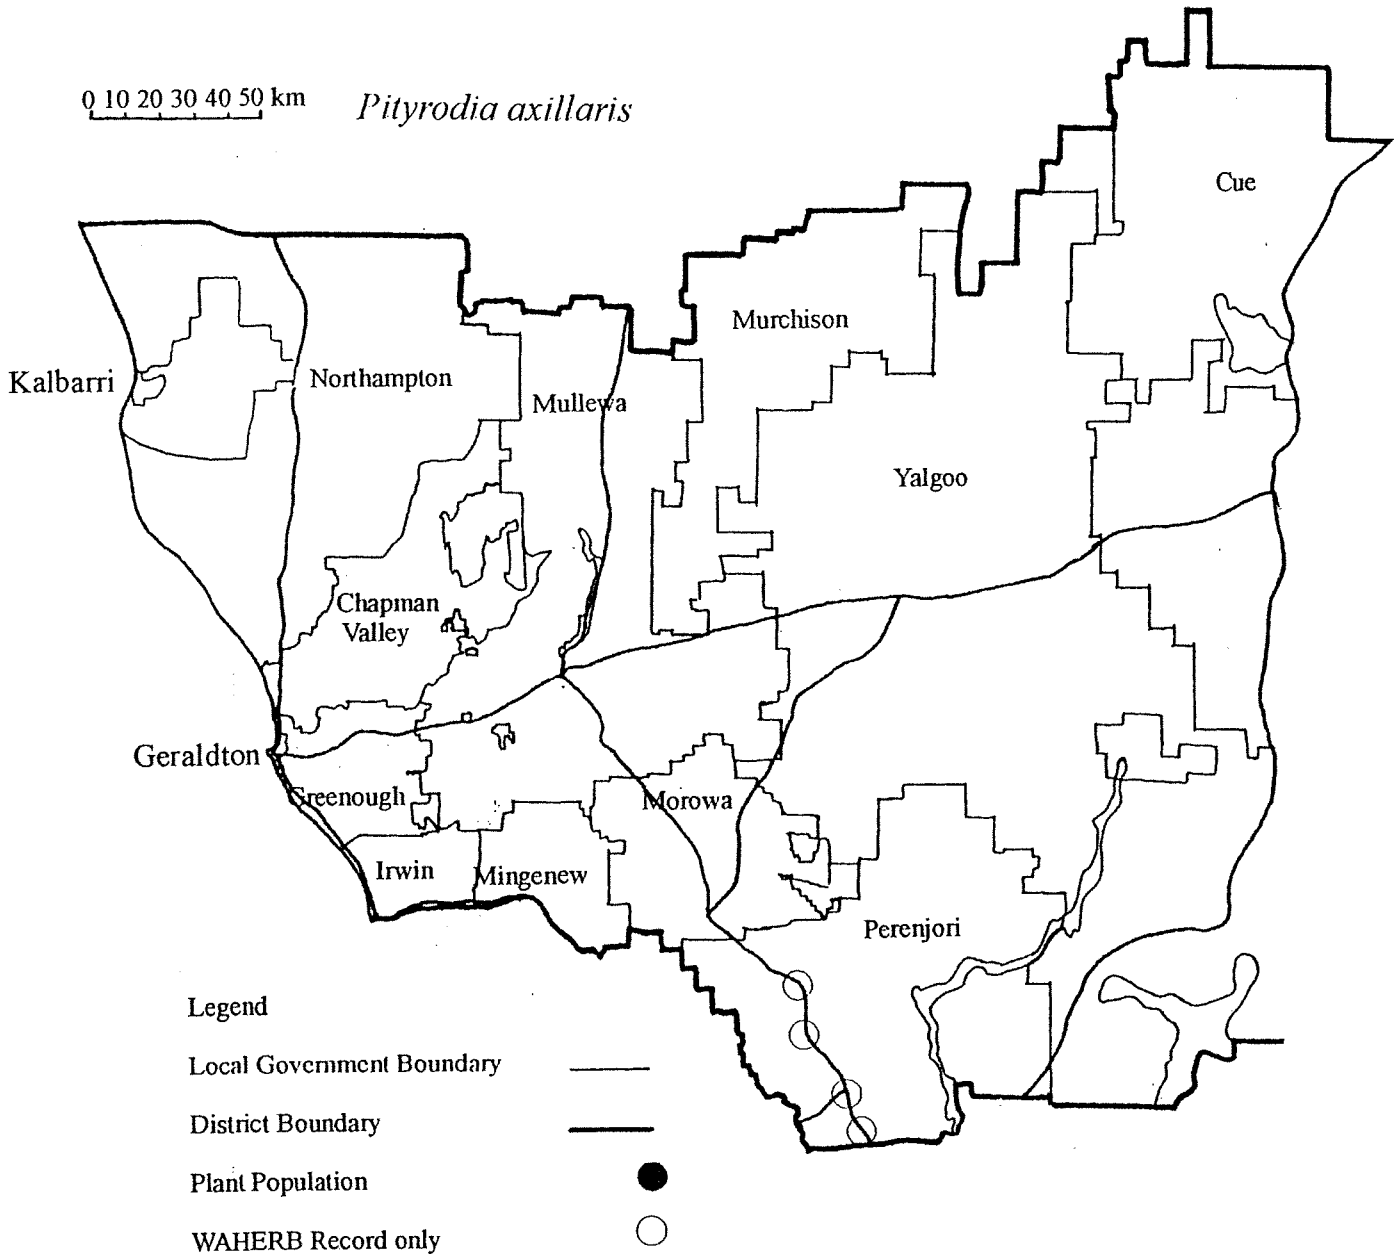 0 10 20 30 40 50 km
Pityrodia axillaris
Cue
Murchison
Kalbarri
Northampton
Mullewa
Yalgoo
Chapman
Valley
Geraldton
Greenough
Morowa
Irwin
Mingenew
Perenjori
Legend
Local Government Boundary
District Boundary
Plant Population
WAHERB Record only